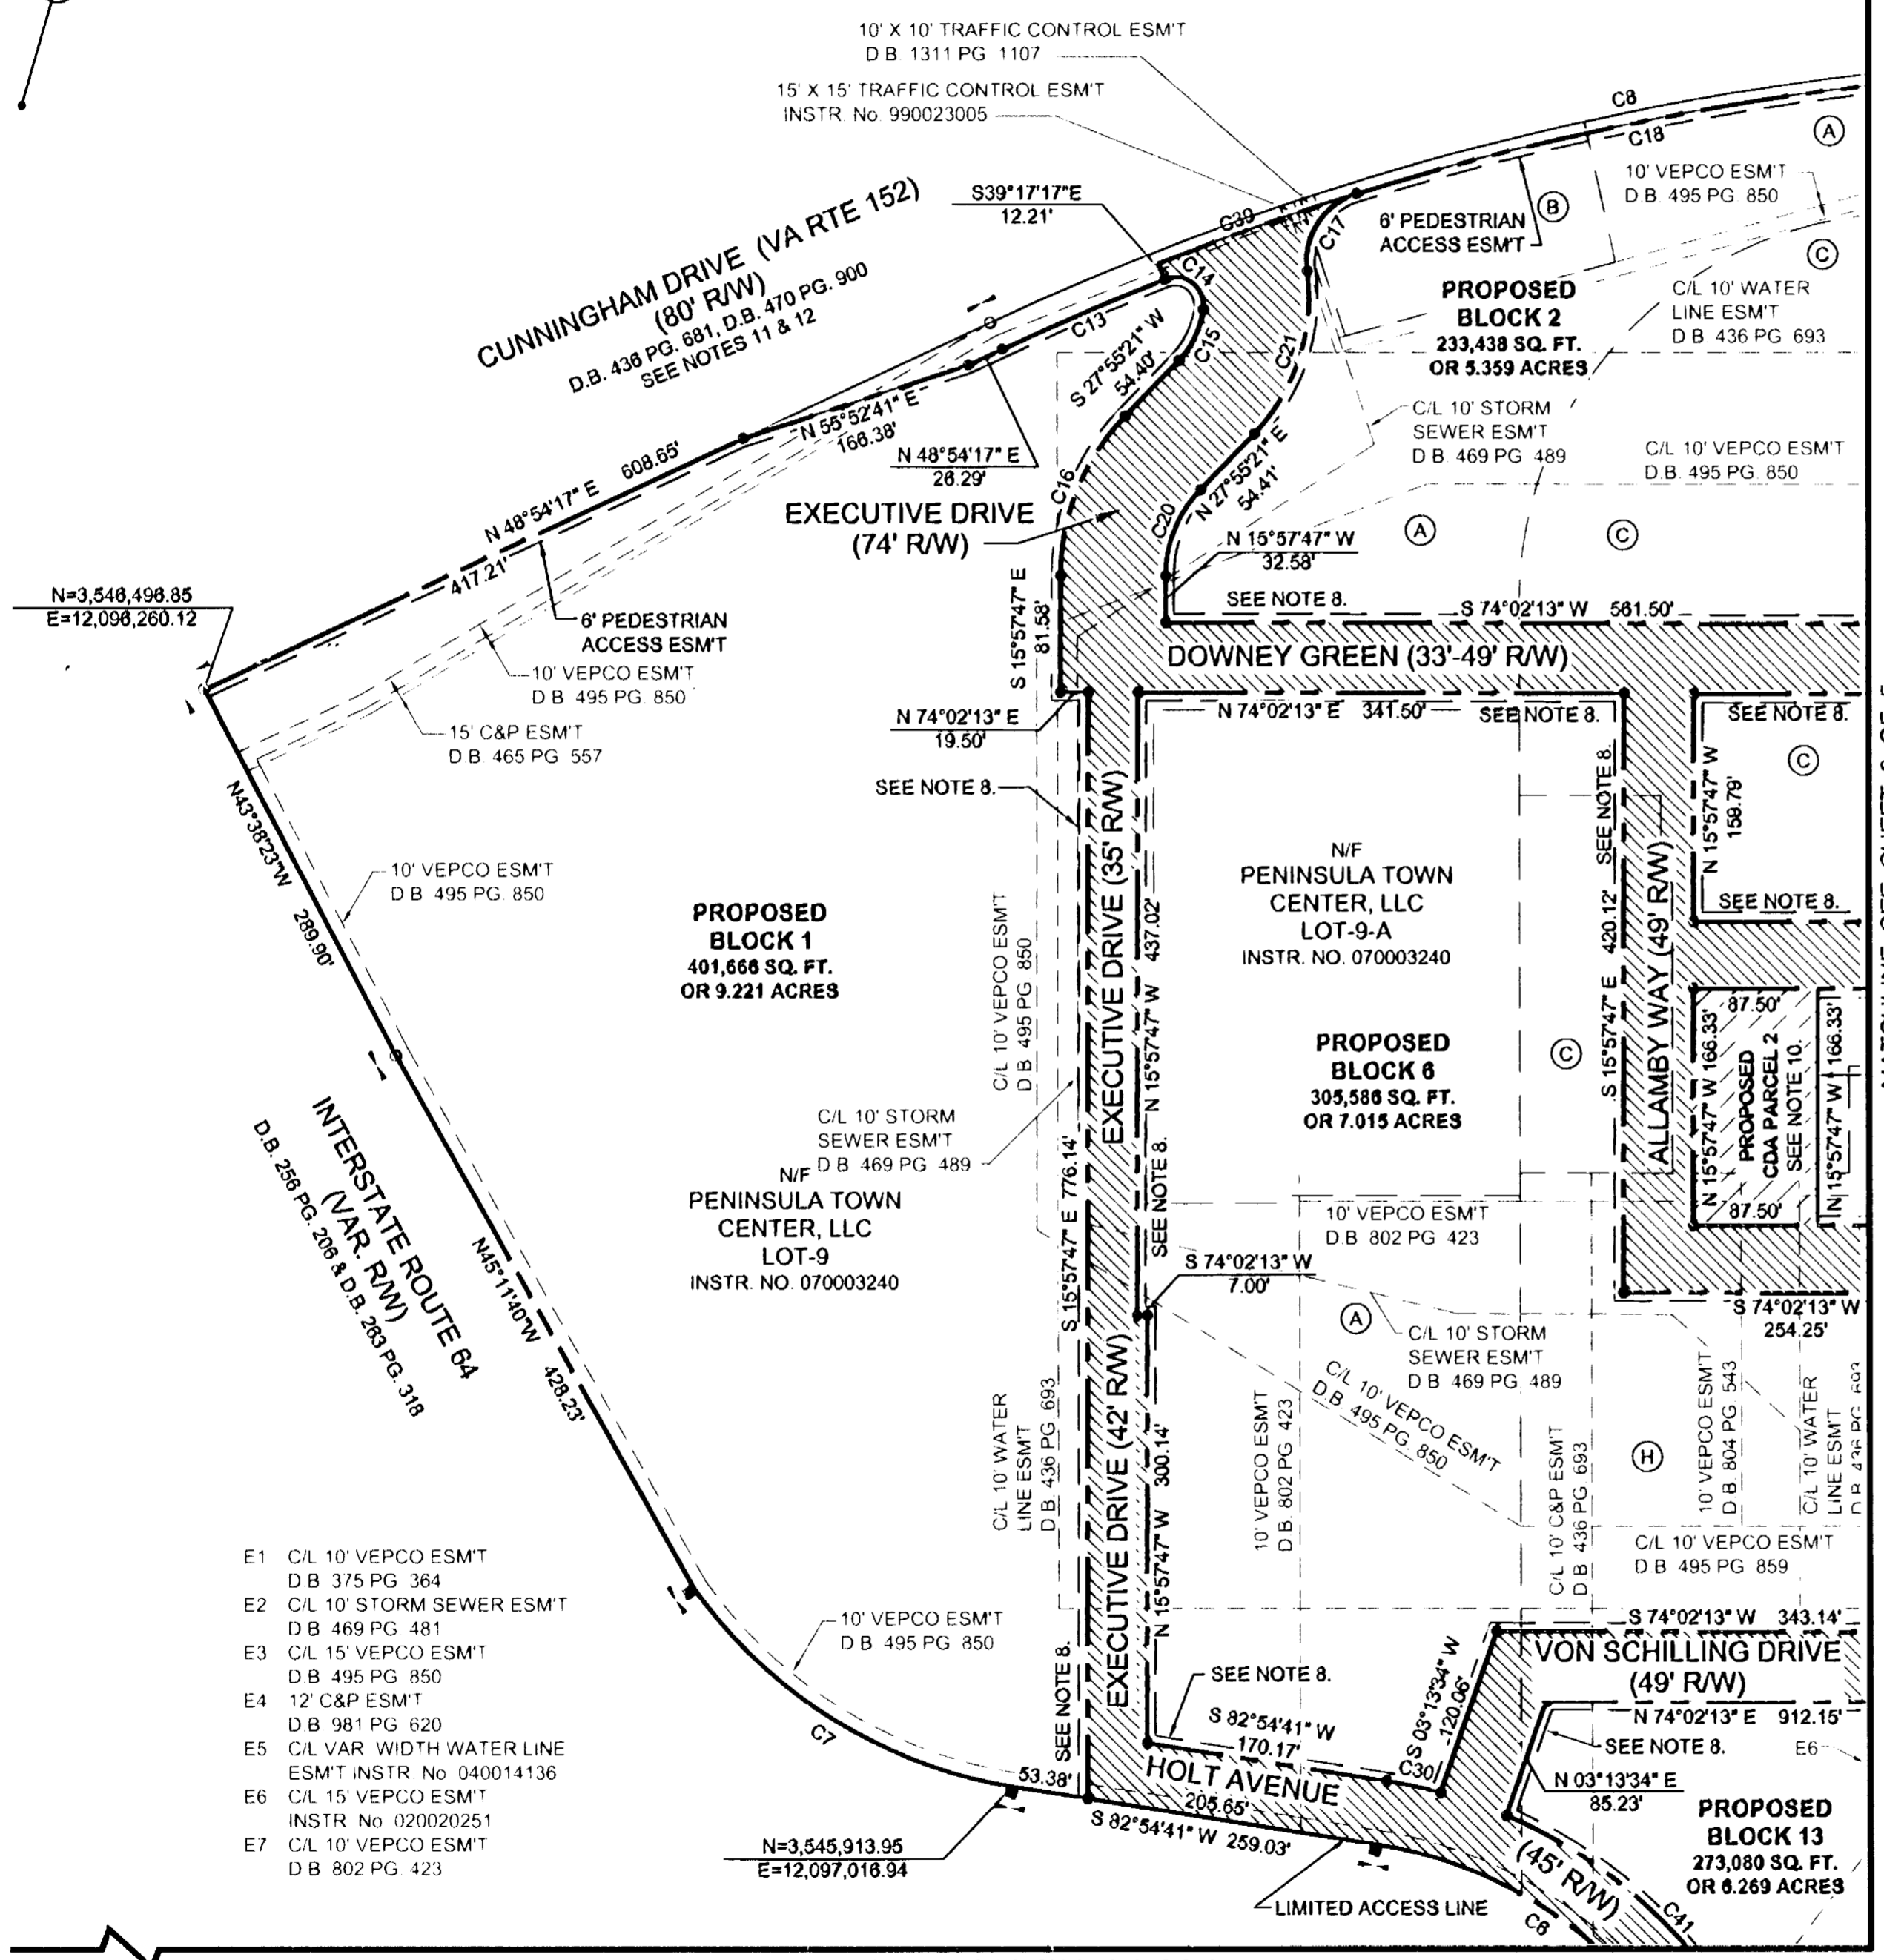 10' X 10' TRAFFIC CONTROL ESM'T
D.B. 1311 PG 1107
15' X 15' TRAFFIC CONTROL ESM'T
INSTR. No. 990023005
C8
C18
A
10' VEPCO ESM'T
D.B. 495 PG. 850
B
6' PEDESTRIAN
ACCESS ESM'T
C
S39°17'17"E
12.21'
C39
C17
C14
CUNNINGHAM DRIVE (VA RTE 152)
(80' R/W)
D.B. 436 PG. 681, D.B. 470 PG. 900
SEE NOTES 11 & 12
C13
C15
C21
PROPOSED
BLOCK 2
233,438 SQ. FT.
OR 5.359 ACRES
C/L 10' WATER
LINE ESM'T
D B 436 PG 693
S 27°55'21" W
54.40'
C/L 10' STORM
SEWER ESM'T
D B 469 PG 489
C/L 10' VEPCO ESM'T
D.B. 495 PG. 850
N 55°52'41" E
166.38'
608.65'
N 48°54'17" E
N 48°54'17" E
26.29'
417.21'
C16
EXECUTIVE DRIVE
(74' R/W)
N 27°55'21" E
54.41'
C20
N 15°57'47" W
32.58'
A
C
N=3,546,496.85
E=12,096,260.12
6' PEDESTRIAN
ACCESS ESM'T
S 15°57'47" E
81.58'
SEE NOTE 8.
S 74°02'13" W 561.50'
DOWNEY GREEN (33'-49' R/W)
10' VEPCO ESM'T
D B 495 PG. 850
15' C&P ESM'T
D B 465 PG 557
N 74°02'13" E
19.50'
N 74°02'13" E 341.50'
SEE NOTE 8.
SEE NOTE 8.
SEE NOTE 8.
SEE NOTE 8.
N 15°57'47" W
159.79'
C
N43°38'23"W 289.90'
10' VEPCO ESM'T
D B 495 PG. 850
PROPOSED
BLOCK 1
401,666 SQ. FT.
OR 9.221 ACRES
C/L 10' VEPCO ESM'T
D B 495 PG 850
EXECUTIVE DRIVE (35' R/W)
N 15°57'47" W 437.02'
N/F
PENINSULA TOWN
CENTER, LLC
LOT-9-A
INSTR. NO. 070003240
S 15°57'47" E 420.12'
ALLAMBY WAY (49' R/W)
SEE NOTE 8.
PROPOSED
BLOCK 6
305,586 SQ. FT.
OR 7.015 ACRES
C
87.50'
N 15°57'47" W 166.33'
PROPOSED
CDA PARCEL 2
SEE NOTE 10.
N 15°57'47" W 166.33'
87.50'
INTERSTATE ROUTE 64
(VAR. R/W)
D.B. 256 PG. 206 & D.B. 263 PG. 318
N45°11'40"W
428.23'
C/L 10' STORM
SEWER ESM'T
D B 469 PG 489
N/F
PENINSULA TOWN
CENTER, LLC
LOT-9
INSTR. NO. 070003240
S 15°57'47" E 776.14'
SEE NOTE 8.
10' VEPCO ESM'T
D.B 802 PG 423
S 74°02'13" W
7.00'
A
C/L 10' STORM
SEWER ESM'T
D B 469 PG 489
S 74°02'13" W
254.25'
C/L 10' VEPCO ESM'T
D.B. 495 PG. 850
C/L 10' WATER
LINE ESM'T
D B 436 PG 693
EXECUTIVE DRIVE (42' R/W)
N 15°57'47" W 300.14'
10' VEPCO ESM'T
D B. 802 PG 423
C/L 10' C&P ESM'T
D B 436 PG 693
H
10' VEPCO ESM'T
D B. 804 PG 543
C/L 10' WATER
LINE ESM'T
C/L 10' VEPCO ESM'T
D B 495 PG 859
E1 C/L 10' VEPCO ESM'T
D B 375 PG 364
E2 C/L 10' STORM SEWER ESM'T
D B. 469 PG 481
E3 C/L 15' VEPCO ESM'T
D.B 495 PG 850
E4 12' C&P ESM'T
D.B. 981 PG 620
E5 C/L VAR WIDTH WATER LINE
ESM'T INSTR. No 040014136
E6 C/L 15' VEPCO ESM'T
INSTR No 020020251
E7 C/L 10' VEPCO ESM'T
D B 802 PG. 423
10' VEPCO ESM'T
D B 495 PG 850
C7
SEE NOTE 8.
SEE NOTE 8.
S 74°02'13" W 343.14'
VON SCHILLING DRIVE
(49' R/W)
N 74°02'13" E 912.15'
S 03°13'34" W
120.06'
S 82°54'41" W
170.17'
C30
SEE NOTE 8.
E6
N 03°13'34" E
85.23'
53.38'
HOLT AVENUE
205.65'
S 82°54'41" W 259.03'
N=3,545,913.95
E=12,097,016.94
PROPOSED
BLOCK 13
273,080 SQ. FT.
OR 6.269 ACRES
(45' R/W)
LIMITED ACCESS LINE
C6
C41